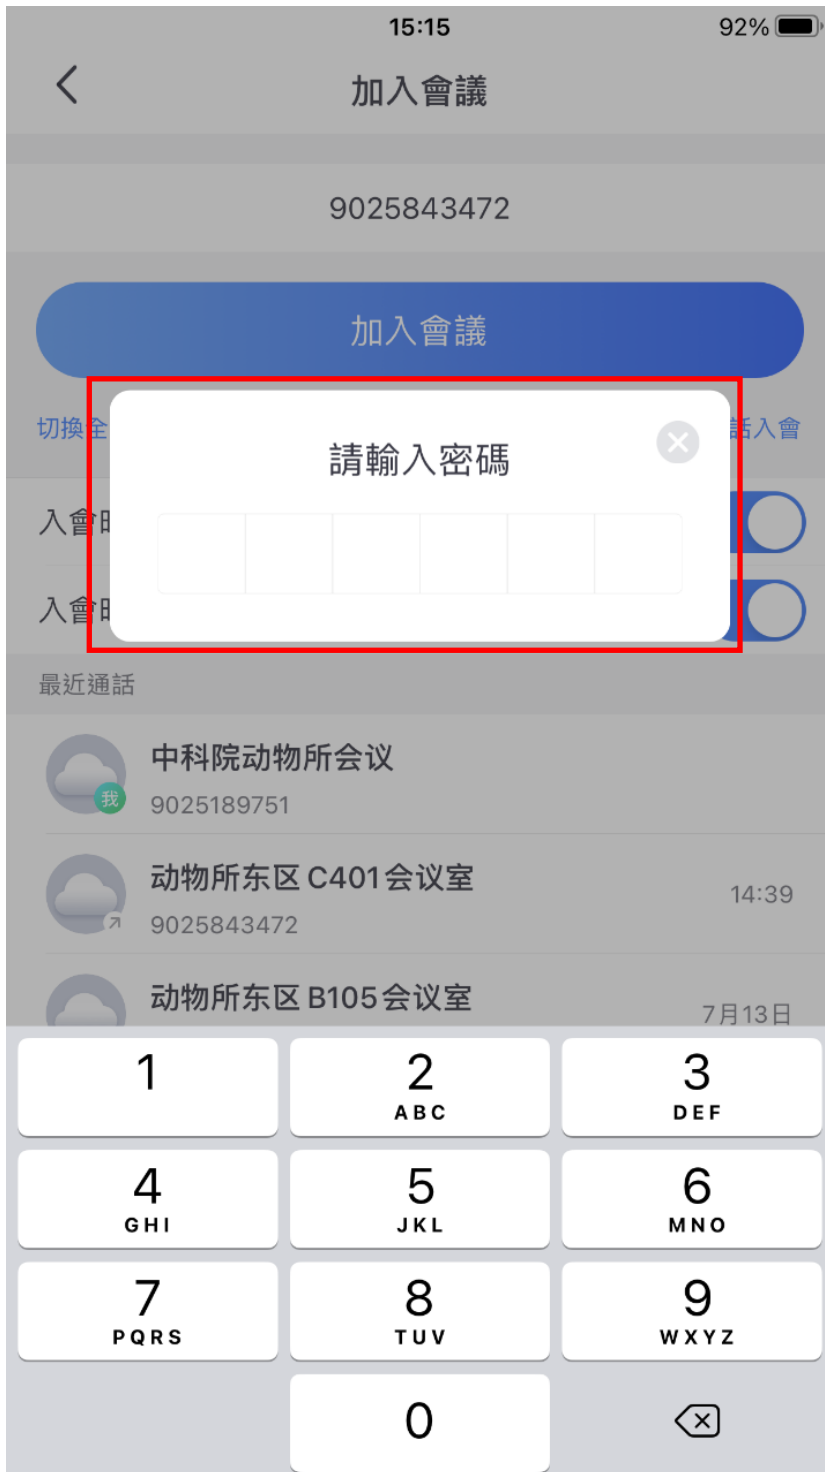 15:15 92%
加入會議
9025843472
加入會議
切換全 話入會
請輸入密碼
入會
入會
最近通話
中科院动物所会议
我
9025189751
动物所东区 C401会议室
14:39
9025843472
动物所东区 B105会议室
7月13日
1 2 3
ABC DEF
4 5 6
GHI JKL MNO
7 8 9
PQRS TUV WXYZ
0